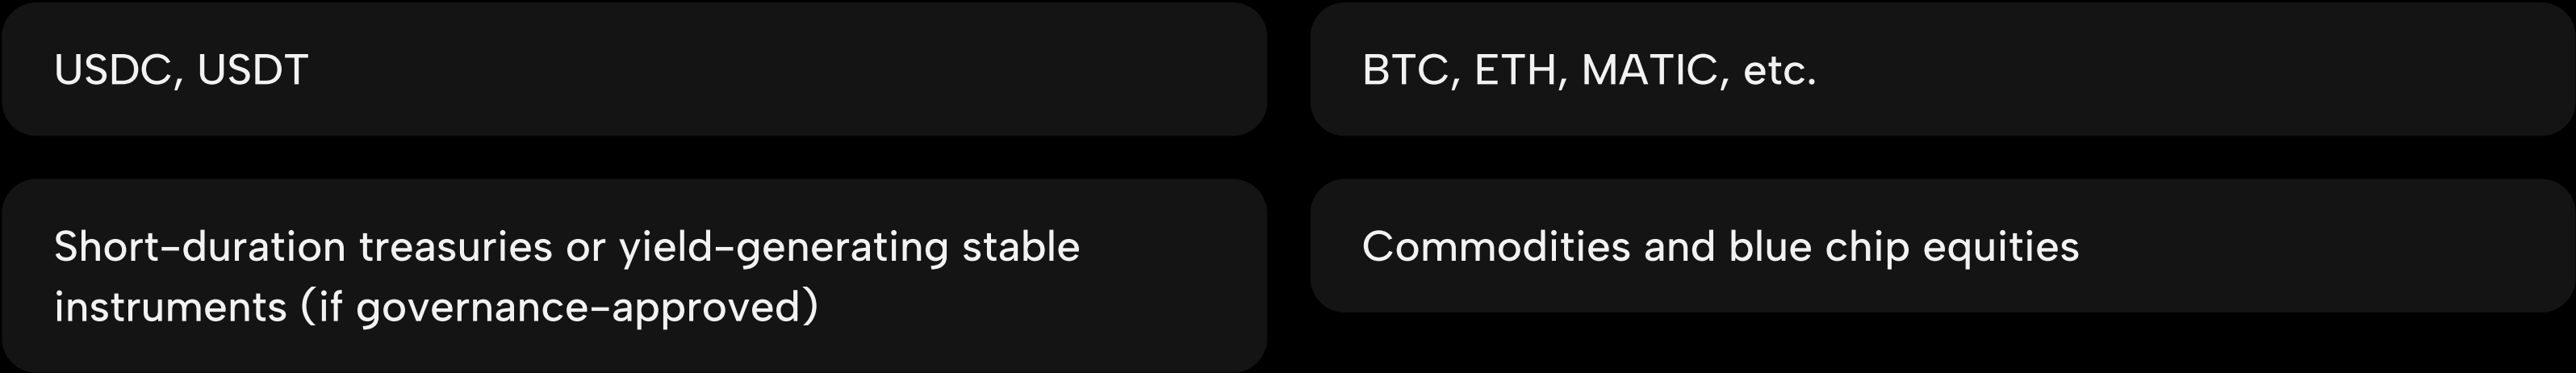 USDC, USDT
BTC, ETH, MATIC, etc.
Short-duration treasuries or yield-generating stable
instruments (if governance-approved)
Commodities and blue chip equities